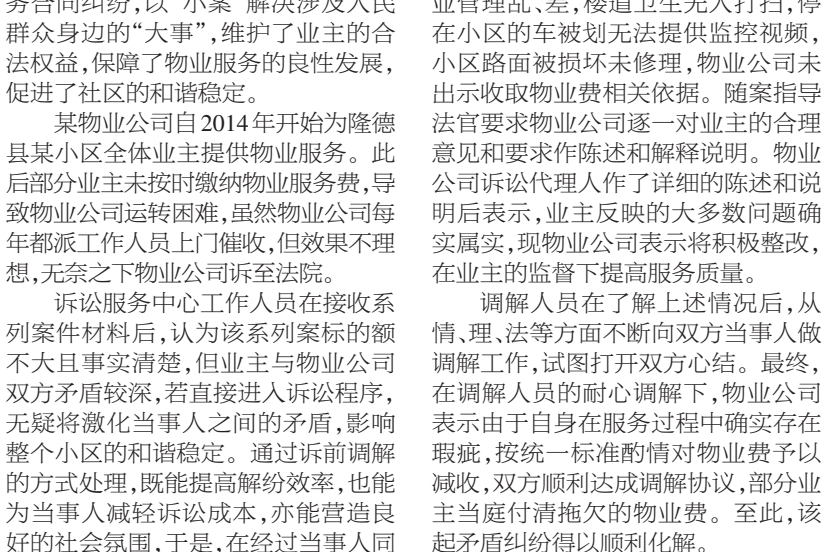 务合同纠纷,以“小案”解决涉及人民
群众身边的“大事”,维护了业主的合
法权益,保障了物业服务的良性发展,
促进了社区的和谐稳定。
某物业公司自2014年开始为隆德
县某小区全体业主提供物业服务。此
后部分业主未按时缴纳物业服务费,导
致物业公司运转困难,虽然物业公司每
年都派工作人员上门催收,但效果不理
想,无奈之下物业公司诉至法院。
诉讼服务中心工作人员在接收系
列案件材料后,认为该系列案标的额
不大且事实清楚,但业主与物业公司
双方矛盾较深,若直接进入诉讼程序,
无疑将激化当事人之间的矛盾,影响
整个小区的和谐稳定。通过诉前调解
的方式处理,既能提高解纷效率,也能
为当事人减轻诉讼成本,亦能营造良
好的社会氛围,于是,在经过当事人同
业管理乱、差,楼道卫生无人打扫,停
在小区的车被划无法提供监控视频,
小区路面被损坏未修理,物业公司未
出示收取物业费相关依据。随案指导
法官要求物业公司逐一对业主的合理
意见和要求作陈述和解释说明。物业
公司诉讼代理人作了详细的陈述和说
明后表示,业主反映的大多数问题确
实属实,现物业公司表示将积极整改,
在业主的监督下提高服务质量。
调解人员在了解上述情况后,从
情、理、法等方面不断向双方当事人做
调解工作,试图打开双方心结。最终,
在调解人员的耐心调解下,物业公司
表示由于自身在服务过程中确实存在
瑕疵,按统一标准酌情对物业费予以
减收,双方顺利达成调解协议,部分业
主当庭付清拖欠的物业费。至此,该
起矛盾纠纷得以顺利化解。